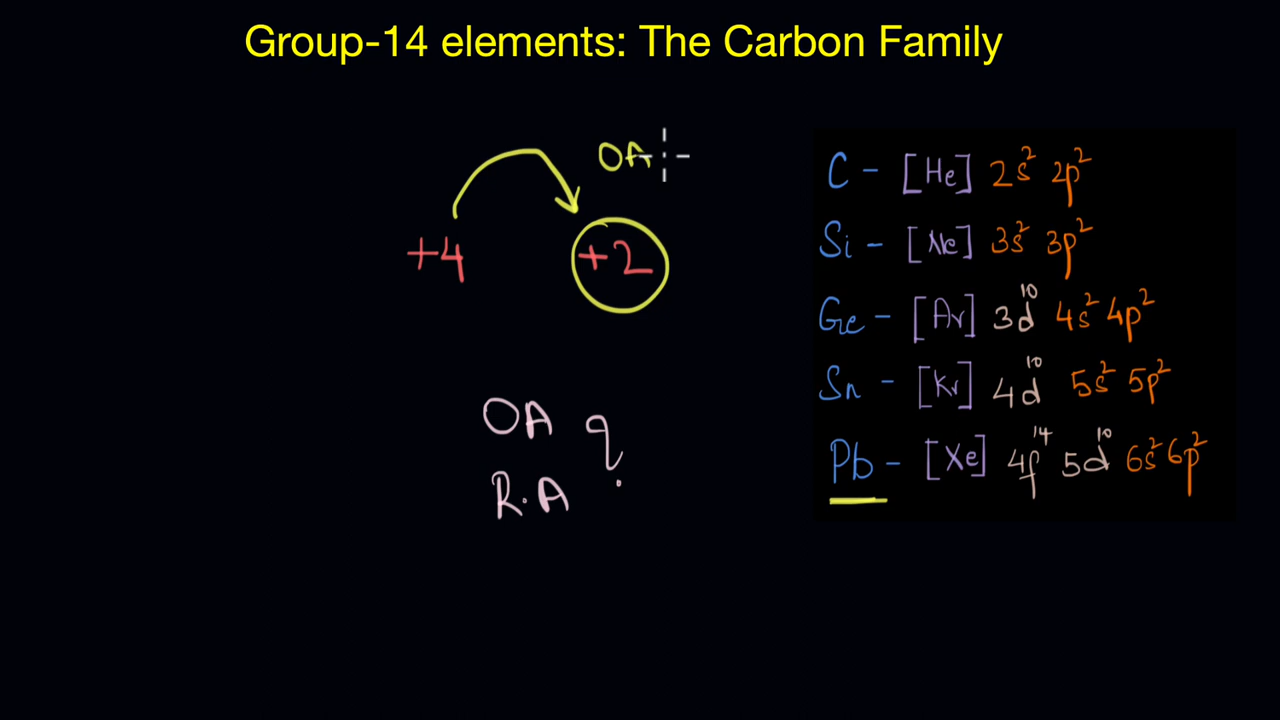 Group-14 elements: The Carbon Family
OA
+4 +2
OA ?
R.A
C - [He] 2s² 2p²
Si - [Ne] 3s² 3p²
Ge - [Ar] 3d¹⁰ 4s² 4p²
Sn - [Kr] 4d¹⁰ 5s² 5p²
Pb - [Xe] 4f¹⁴ 5d¹⁰ 6s² 6p²